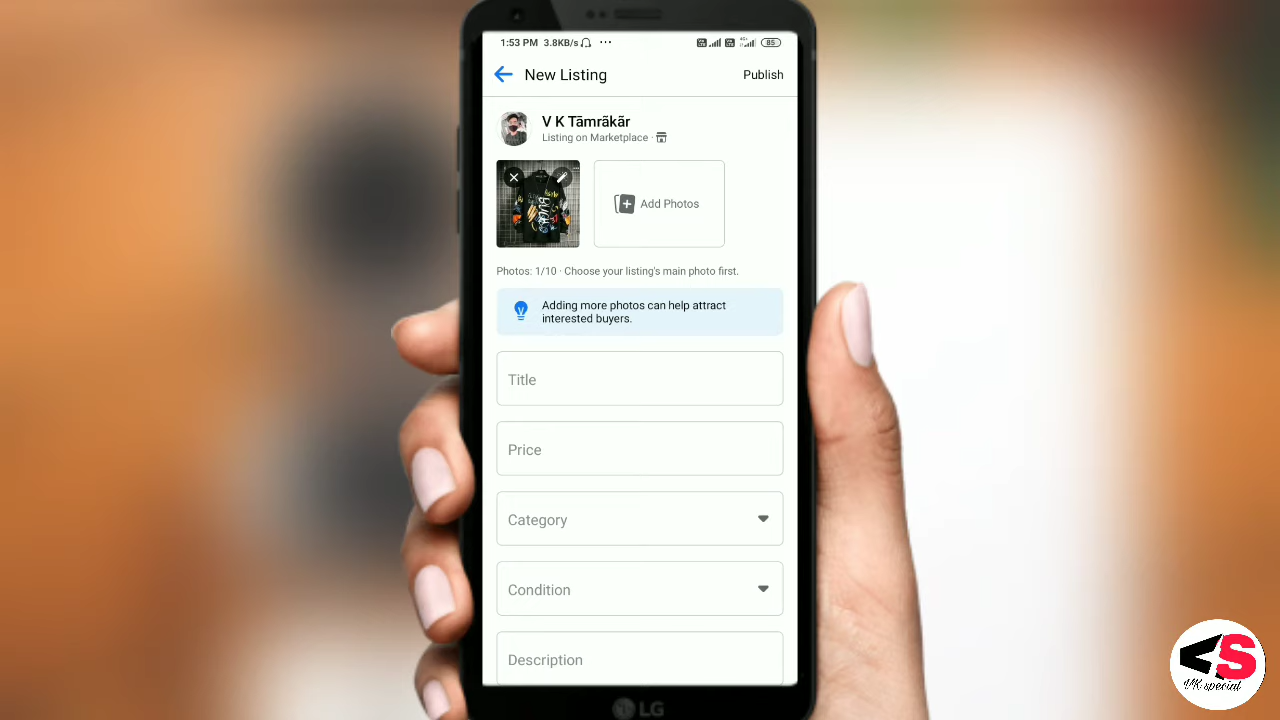 1:53 PM 3.8KB/s ...
85
New Listing
Publish
V K Tāmrākār
Listing on Marketplace ·
Add Photos
Photos: 1/10 · Choose your listing's main photo first.
Adding more photos can help attract
interested buyers.
Title
Price
Category
Condition
Description
LG
S
VK special